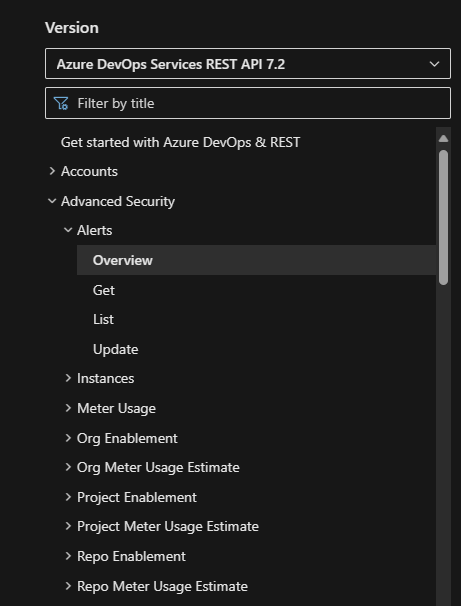 Version
Azure DevOps Services REST API 7.2
Filter by title
Get started with Azure DevOps & REST
Accounts
Advanced Security
Alerts
Overview
Get
List
Update
Instances
Meter Usage
Org Enablement
Org Meter Usage Estimate
Project Enablement
Project Meter Usage Estimate
Repo Enablement
Repo Meter Usage Estimate